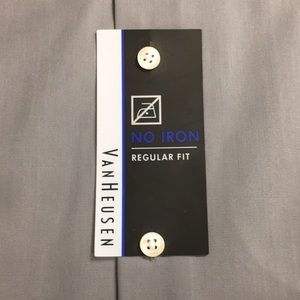 NO IRON
REGULAR FIT
VANHEUSEN